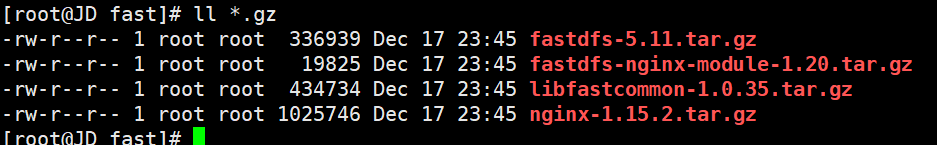 [root@JD fast]# ll *.gz
-rw-r--r-- 1 root root  336939 Dec 17 23:45 fastdfs-5.11.tar.gz
-rw-r--r-- 1 root root   19825 Dec 17 23:45 fastdfs-nginx-module-1.20.tar.gz
-rw-r--r-- 1 root root  434734 Dec 17 23:45 libfastcommon-1.0.35.tar.gz
-rw-r--r-- 1 root root 1025746 Dec 17 23:45 nginx-1.15.2.tar.gz
[root@JD fast]#